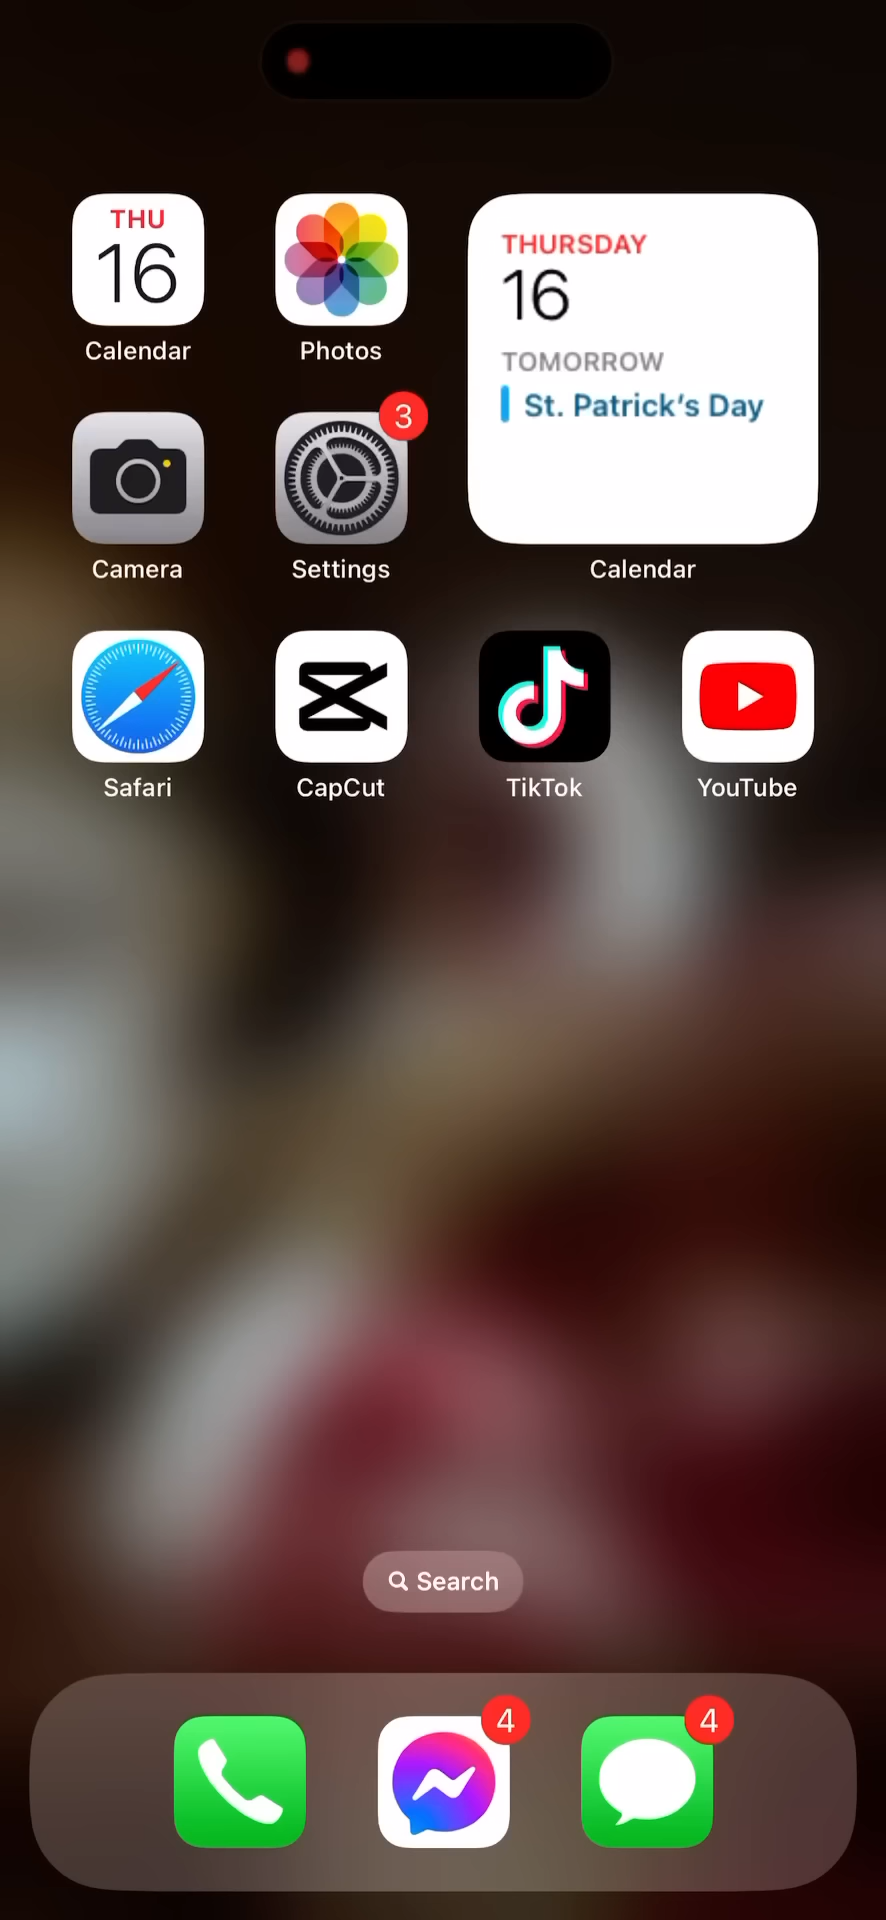 THU
16
Calendar
Photos
THURSDAY
16
TOMORROW
St. Patrick's Day
Calendar
Camera
3
Settings
Safari
CapCut
TikTok
YouTube
Search
4
4